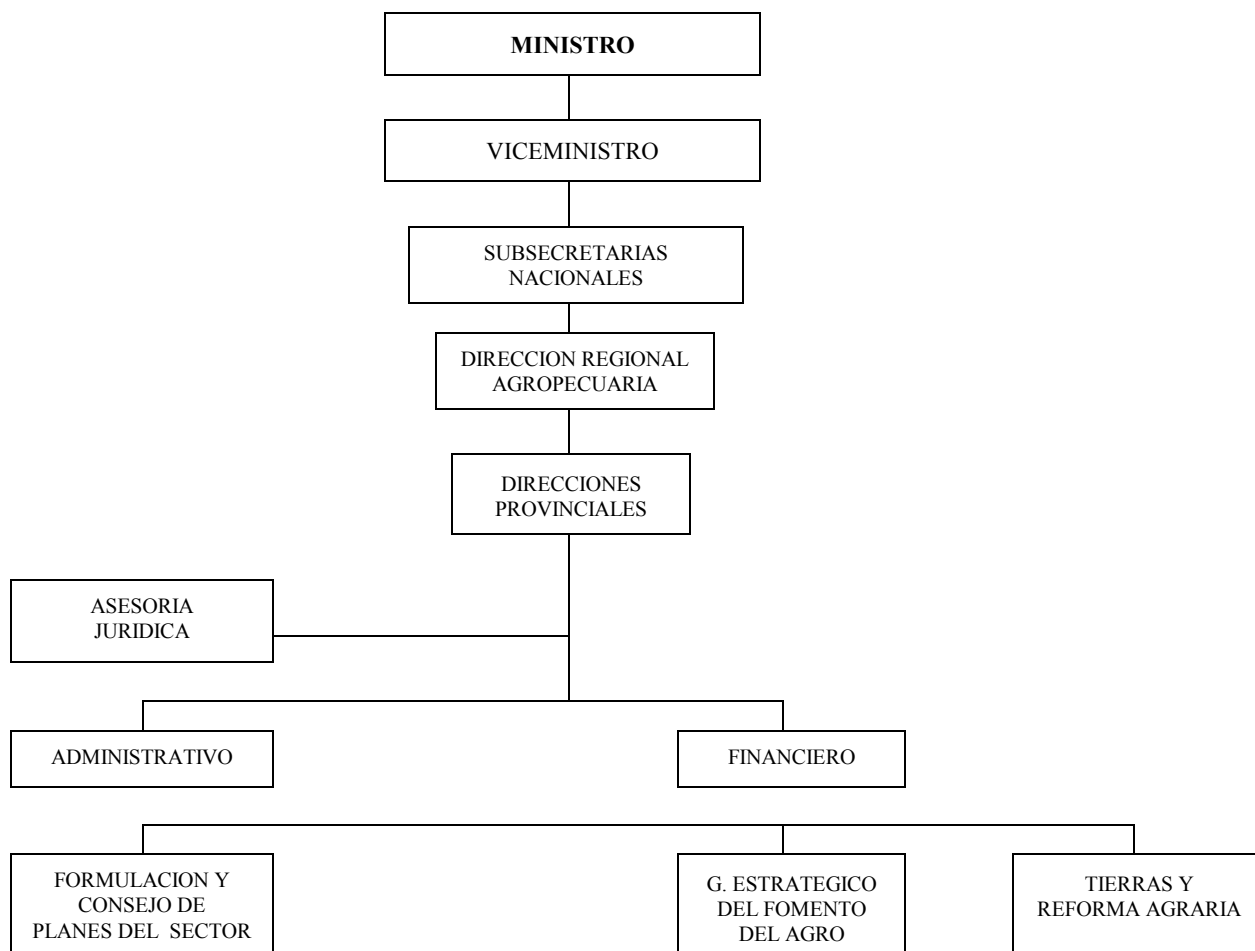 MINISTRO
VICEMINISTRO
SUBSECRETARIAS
NACIONALES
DIRECCION REGIONAL
AGROPECUARIA
DIRECCIONES
PROVINCIALES
ASESORIA
JURIDICA
ADMINISTRATIVO
FINANCIERO
FORMULACION Y
CONSEJO DE
PLANES DEL SECTOR
G. ESTRATEGICO
DEL FOMENTO
DEL AGRO
TIERRAS Y
REFORMA AGRARIA